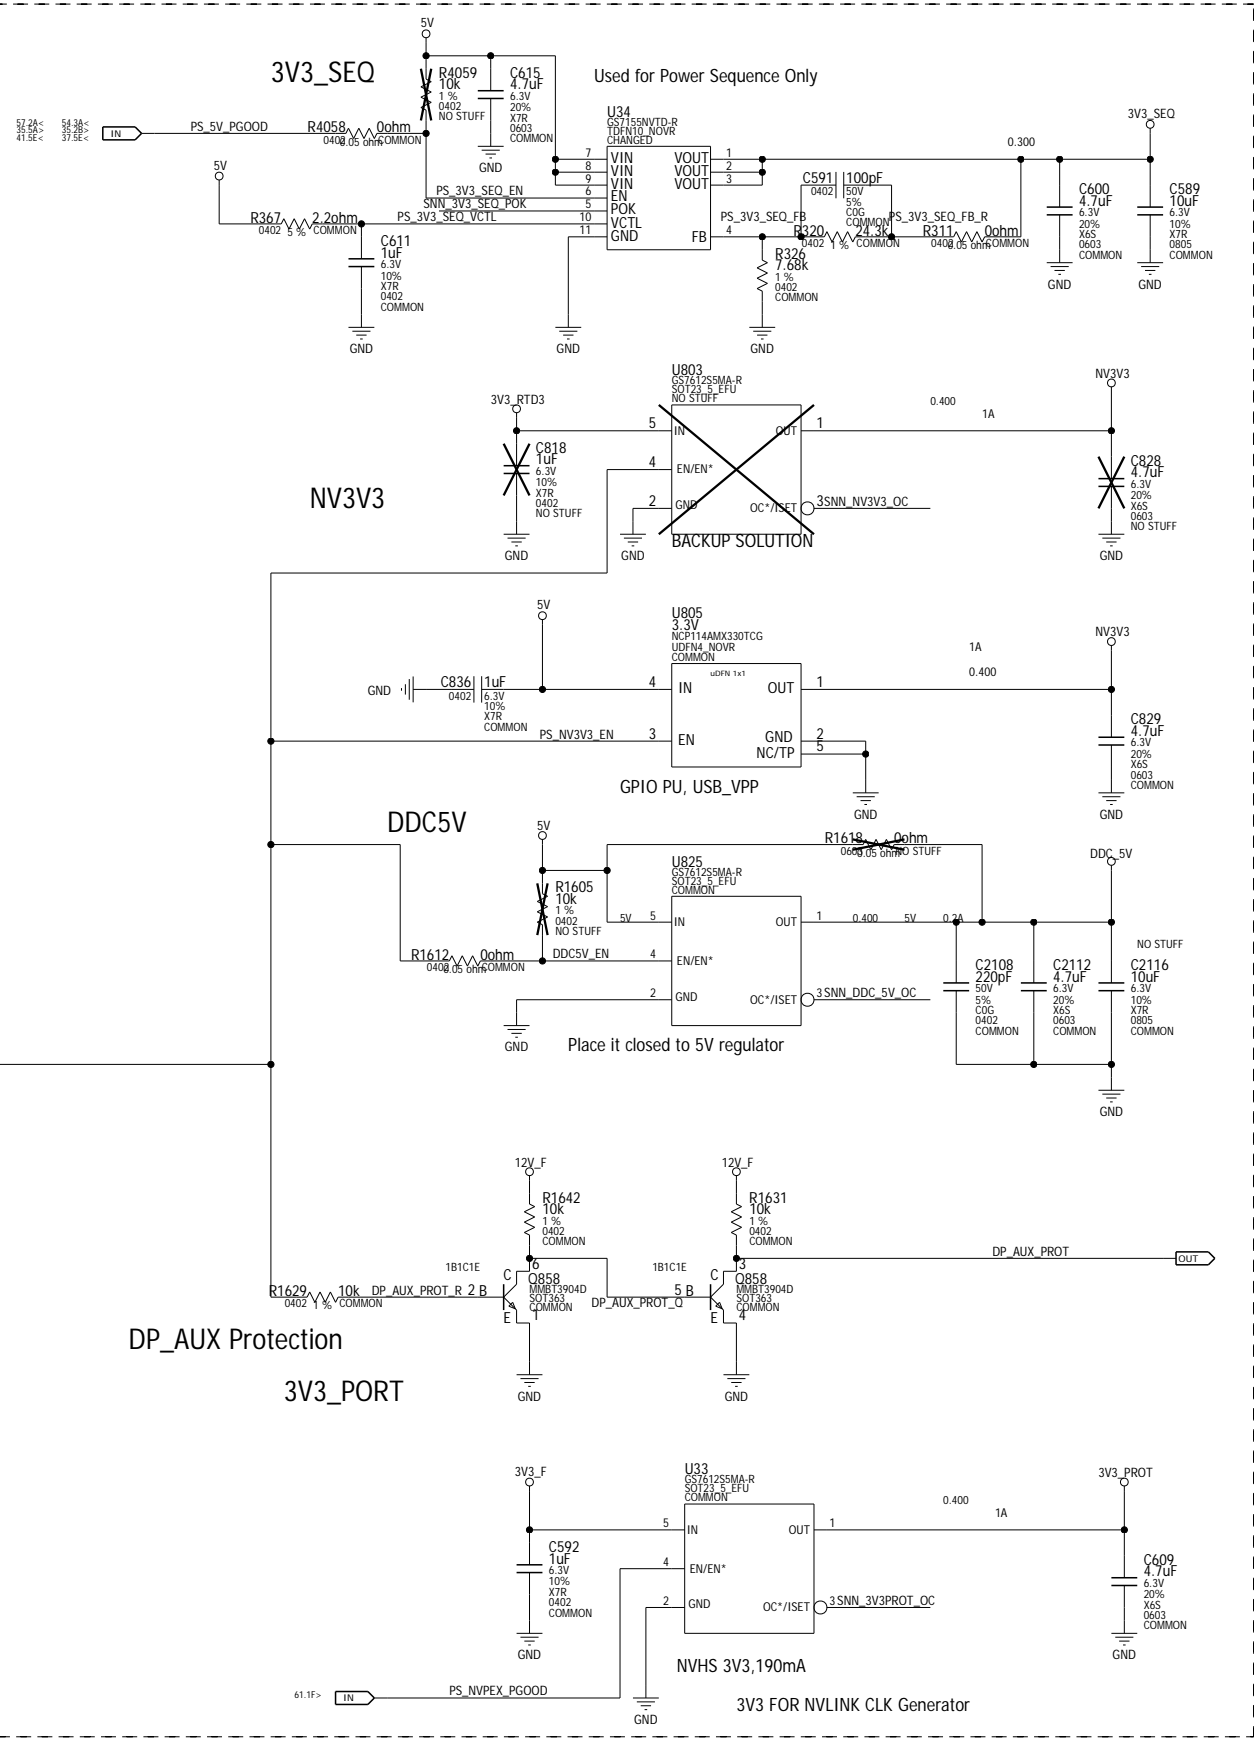 5V
3V3_SEQ
R4059
10k
1 %
0402
NO STUFF
C615
4.7uF
6.3V
20%
X7R
0603
COMMON
GND
Used for Power Sequence Only
57.2A< 54.3A<
35.5A> 35.2B>
41.5E< 37.5E<
IN
PS_5V_PGOOD
R4058 0ohm
0402 0.05 ohm COMMON
U34
GS7155NVTD-R
TDFN10_NOVR
CHANGED
7 VIN VOUT 1
8 VIN VOUT 2
9 VIN VOUT 3
PS_3V3_SEQ_EN 6 EN
SNN_3V3_SEQ_POK 5 POK
PS_3V3_SEQ_VCTL 10 VCTL
11 GND FB 4
5V
R367 2.2ohm
0402 5 % COMMON
C611
1uF
6.3V
10%
X7R
0402
COMMON
GND
GND
PS_3V3_SEQ_FB
C591 100pF
0402 50V
5%
C0G
COMMON
R320 24.3k
0402 1 % COMMON
PS_3V3_SEQ_FB_R
R311 0ohm
0402 0.05 ohm COMMON
R326
7.68k
1 %
0402
COMMON
GND
0.300
3V3_SEQ
C600
4.7uF
6.3V
20%
X6S
0603
COMMON
GND
C589
10uF
6.3V
10%
X7R
0805
COMMON
GND
NV3V3
3V3_RTD3
C818
1uF
6.3V
10%
X7R
0402
NO STUFF
GND
U803
GS7612S5MA-R
SOT23_5_EFU
NO STUFF
5 IN OUT 1
4 EN/EN*
2 GND OC*/ISET 3 SNN_NV3V3_OC
GND
BACKUP SOLUTION
0.400
1A
NV3V3
C828
4.7uF
6.3V
20%
X6S
0603
NO STUFF
GND
5V
GND
C836 1uF
0402 6.3V
10%
X7R
COMMON
PS_NV3V3_EN
U805
3.3V
NCP114AMX330TCG
UDFN4_NOVR
COMMON
uDFN 1x1
4 IN OUT 1
3 EN GND 2
NC/TP 5
GND
GPIO PU, USB_VPP
1A
0.400
NV3V3
C829
4.7uF
6.3V
20%
X6S
0603
COMMON
GND
DDC5V
5V
R1605
10k
1 %
0402
NO STUFF
R1618 0ohm
0603 0.05 ohm NO STUFF
U825
GS7612S5MA-R
SOT23_5_EFU
COMMON
5V 5 IN OUT 1 0.400 5V 0.2A
R1612 0ohm
0402 0.05 ohm COMMON
DDC5V_EN 4 EN/EN*
2 GND OC*/ISET 3 SNN_DDC_5V_OC
GND
Place it closed to 5V regulator
DDC_5V
NO STUFF
C2108
220pF
50V
5%
C0G
0402
COMMON
C2112
4.7uF
6.3V
20%
X6S
0603
COMMON
C2116
10uF
6.3V
10%
X7R
0805
COMMON
GND
12V_F
R1642
10k
1 %
0402
COMMON
12V_F
R1631
10k
1 %
0402
COMMON
DP_AUX_PROT
OUT
R1629 10k
0402 1 % COMMON
DP_AUX_PROT_R 2 B
1B1C1E
C 6
Q858
MMBT3904D
SOT363
COMMON
E 1
GND
DP_AUX_PROT_Q
5 B
1B1C1E
C 3
Q858
MMBT3904D
SOT363
COMMON
E 4
GND
DP_AUX Protection
3V3_PORT
3V3_F
C592
1uF
6.3V
10%
X7R
0402
COMMON
GND
U33
GS7612S5MA-R
SOT23_5_EFU
COMMON
5 IN OUT 1
4 EN/EN*
2 GND OC*/ISET 3 SNN_3V3PROT_OC
0.400
1A
3V3_PROT
C609
4.7uF
6.3V
20%
X6S
0603
COMMON
GND
NVHS 3V3,190mA
61.1F> IN PS_NVPEX_PGOOD
GND
3V3 FOR NVLINK CLK Generator